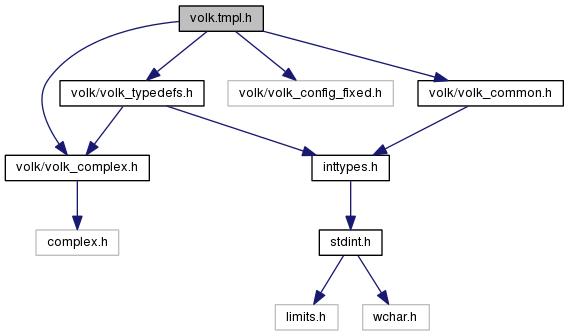 volk.tmpl.h
volk/volk_typedefs.h
volk/volk_config_fixed.h
volk/volk_common.h
volk/volk_complex.h
inttypes.h
complex.h
stdint.h
limits.h
wchar.h